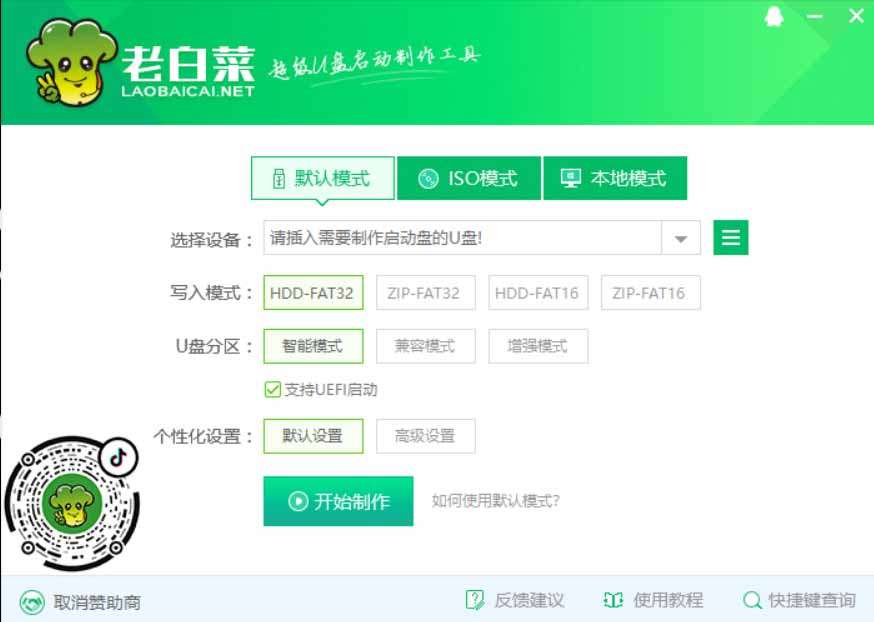 老白菜
LAOBAICAI.NET
超级U盘启动制作工具
默认模式 ISO模式 本地模式
选择设备： 请插入需要制作启动盘的U盘!
写入模式： HDD-FAT32 ZIP-FAT32 HDD-FAT16 ZIP-FAT16
U盘分区： 智能模式 兼容模式 增强模式
支持UEFI启动
个性化设置： 默认设置 高级设置
开始制作 如何使用默认模式?
取消赞助商 反馈建议 使用教程 快捷键查询